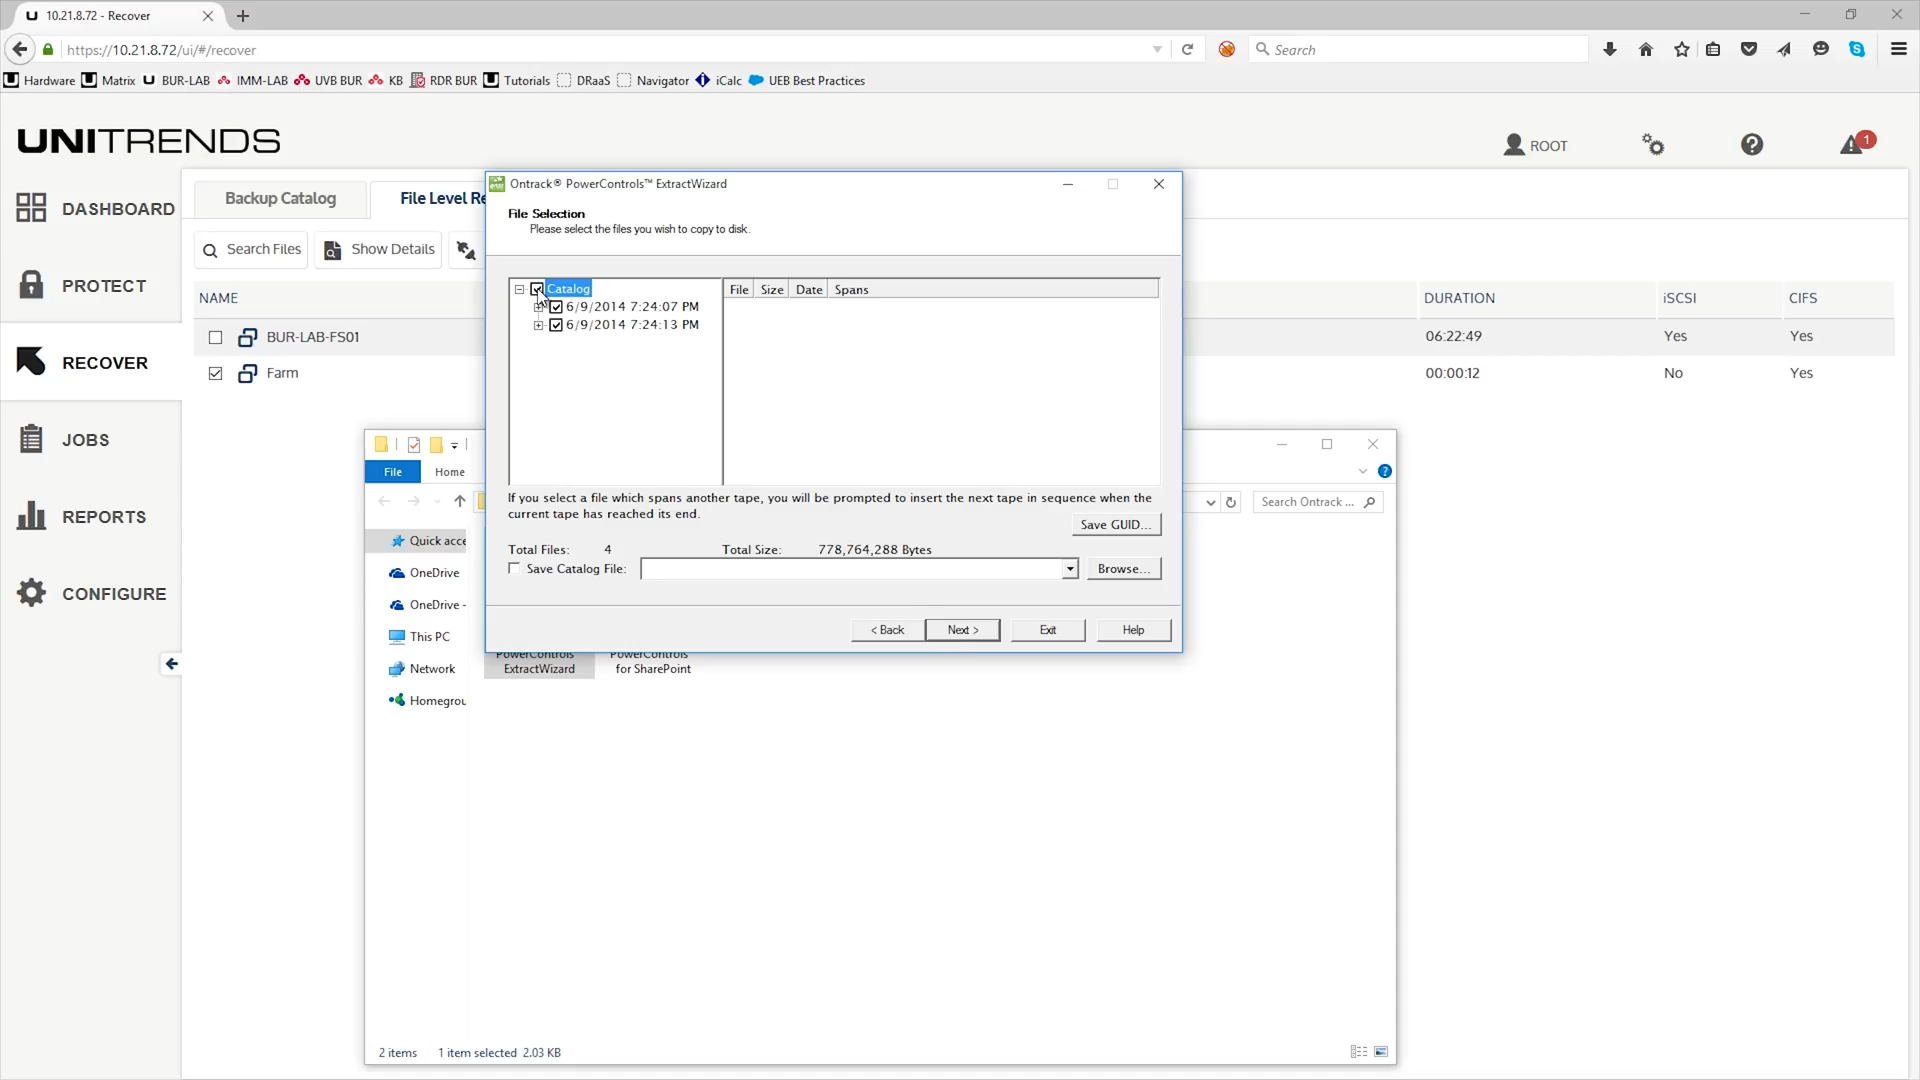 10.21.8.72 - Recover
https://10.21.8.72/ui/#/recover
Search
Hardware Matrix BUR-LAB IMM-LAB UVB BUR KB RDR BUR Tutorials DRaaS Navigator iCalc UEB Best Practices
UNITRENDS
ROOT
1
DASHBOARD
PROTECT
RECOVER
JOBS
REPORTS
CONFIGURE
Backup Catalog
File Level Re
Search Files
Show Details
NAME
DURATION
iSCSI
CIFS
BUR-LAB-FS01
06:22:49
Yes
Yes
Farm
00:00:12
No
Yes
Ontrack® PowerControls™ ExtractWizard
File Selection
Please select the files you wish to copy to disk.
Catalog
6/9/2014 7:24:07 PM
6/9/2014 7:24:13 PM
File Size Date Spans
If you select a file which spans another tape, you will be prompted to insert the next tape in sequence when the
current tape has reached its end.
Save GUID...
Total Files: 4
Total Size: 778,764,288 Bytes
Save Catalog File:
Browse...
< Back
Next >
Exit
Help
File
Home
Search Ontrack ...
Quick acce
OneDrive
OneDrive -
This PC
Network
Homegrou
PowerControls
ExtractWizard
PowerControls
for SharePoint
2 items
1 item selected 2.03 KB